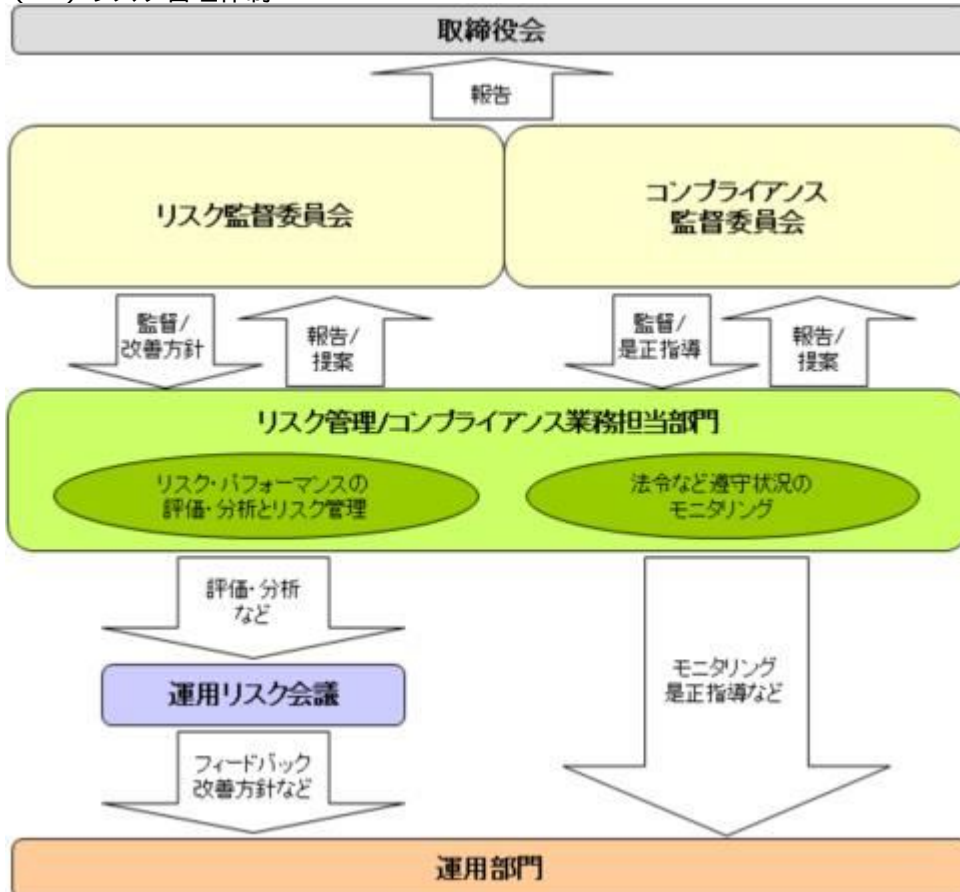 取締役会
報告
リスク監督委員会
コンプライアンス
監督委員会
監督/
改善方針
報告/
提案
監督/
是正指導
報告/
提案
リスク管理/コンプライアンス業務担当部門
リスク・パフォーマンスの
評価・分析とリスク管理
法令など遵守状況の
モニタリング
評価・分析
など
運用リスク会議
モニタリング
是正指導など
フィードバック
改善方針など
運用部門